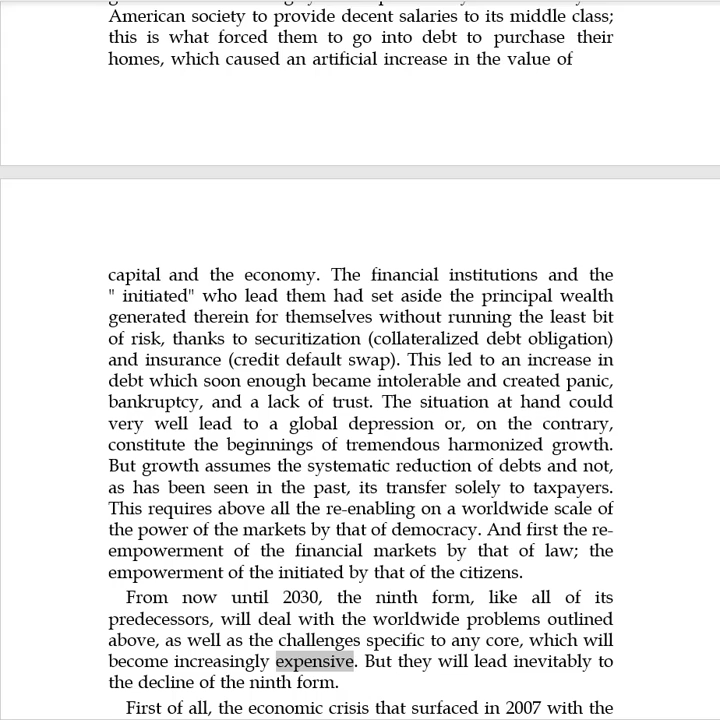 American society to provide decent salaries to its middle class;
this is what forced them to go into debt to purchase their
homes, which caused an artificial increase in the value of
capital and the economy. The financial institutions and the
" initiated" who lead them had set aside the principal wealth
generated therein for themselves without running the least bit
of risk, thanks to securitization (collateralized debt obligation)
and insurance (credit default swap). This led to an increase in
debt which soon enough became intolerable and created panic,
bankruptcy, and a lack of trust. The situation at hand could
very well lead to a global depression or, on the contrary,
constitute the beginnings of tremendous harmonized growth.
But growth assumes the systematic reduction of debts and not,
as has been seen in the past, its transfer solely to taxpayers.
This requires above all the re-enabling on a worldwide scale of
the power of the markets by that of democracy. And first the re-
empowerment of the financial markets by that of law; the
empowerment of the initiated by that of the citizens.
From now until 2030, the ninth form, like all of its
predecessors, will deal with the worldwide problems outlined
above, as well as the challenges specific to any core, which will
become increasingly expensive. But they will lead inevitably to
the decline of the ninth form.
First of all, the economic crisis that surfaced in 2007 with the